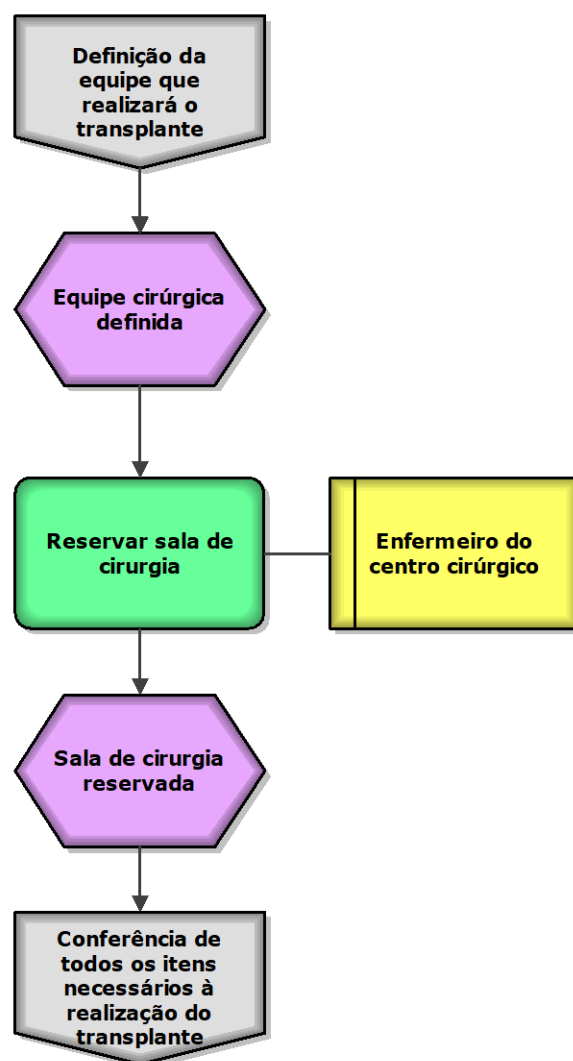 Definição da
equipe que
realizará o
transplante
Equipe cirúrgica
definida
Reservar sala de
cirurgia
Enfermeiro do
centro cirúrgico
Sala de cirurgia
reservada
Conferência de
todos os itens
necessários à
realização do
transplante